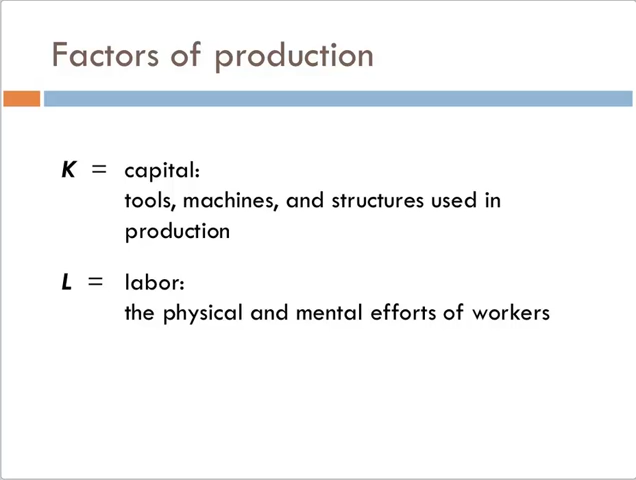 Factors of production
K = capital:
tools, machines, and structures used in
production
L = labor:
the physical and mental efforts of workers